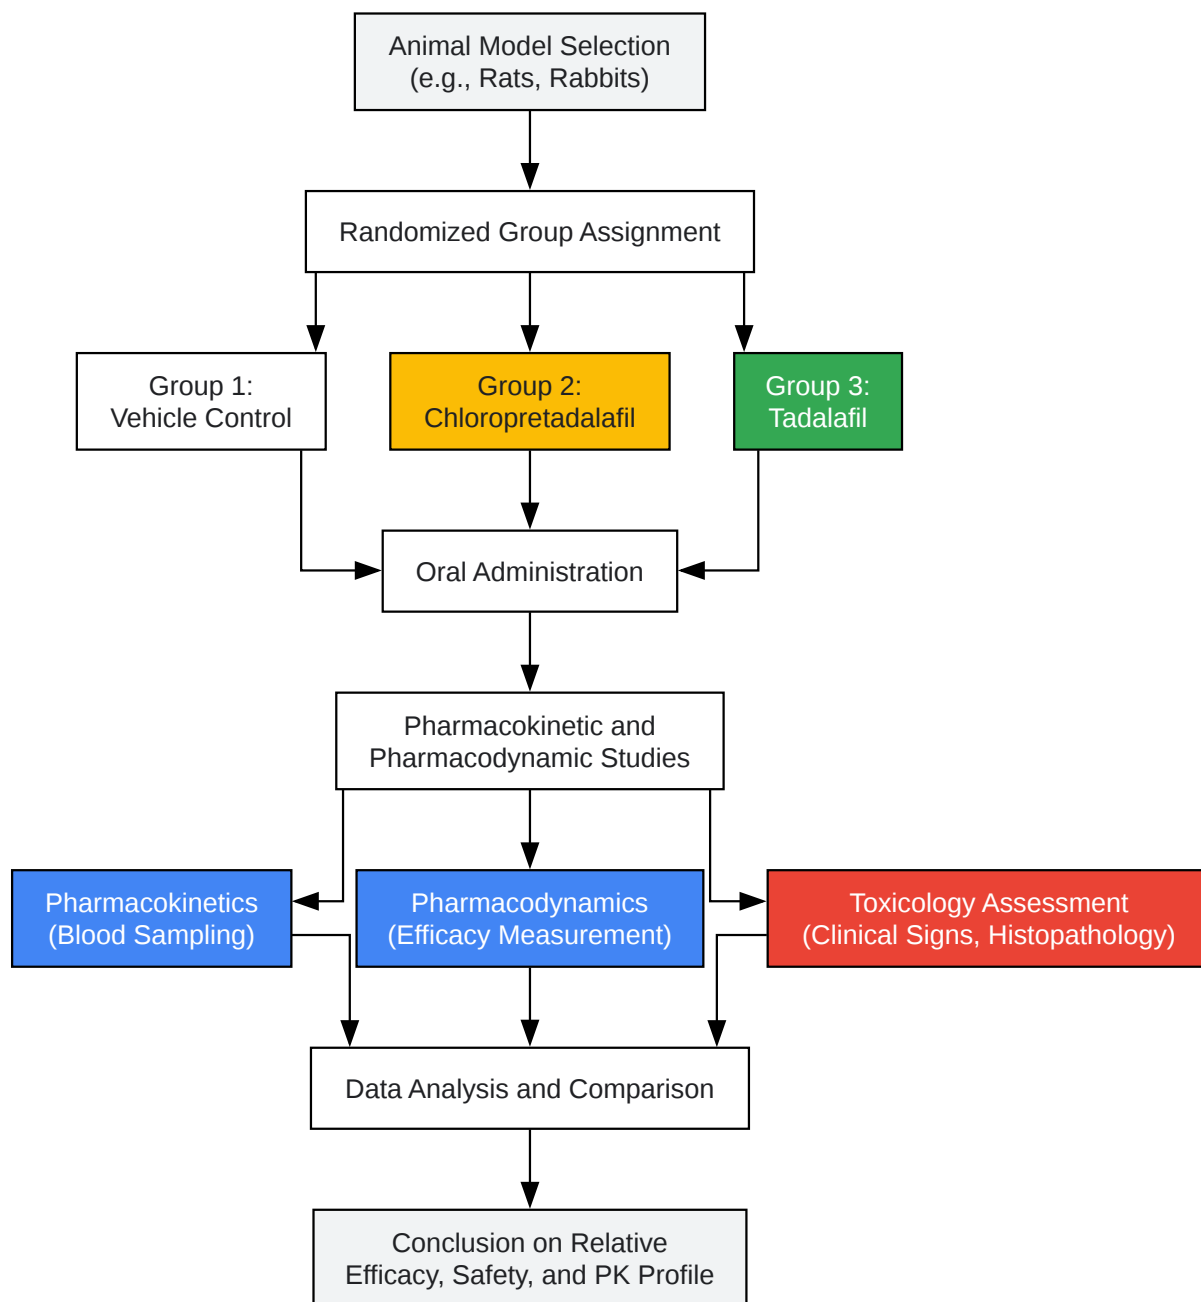 Animal Model Selection
(e.g., Rats, Rabbits)
Randomized Group Assignment
Group 1:
Vehicle Control
Group 2:
Chloropretadalafil
Group 3:
Tadalafil
Oral Administration
Pharmacokinetic and
Pharmacodynamic Studies
Pharmacokinetics
(Blood Sampling)
Pharmacodynamics
(Efficacy Measurement)
Toxicology Assessment
(Clinical Signs, Histopathology)
Data Analysis and Comparison
Conclusion on Relative
Efficacy, Safety, and PK Profile